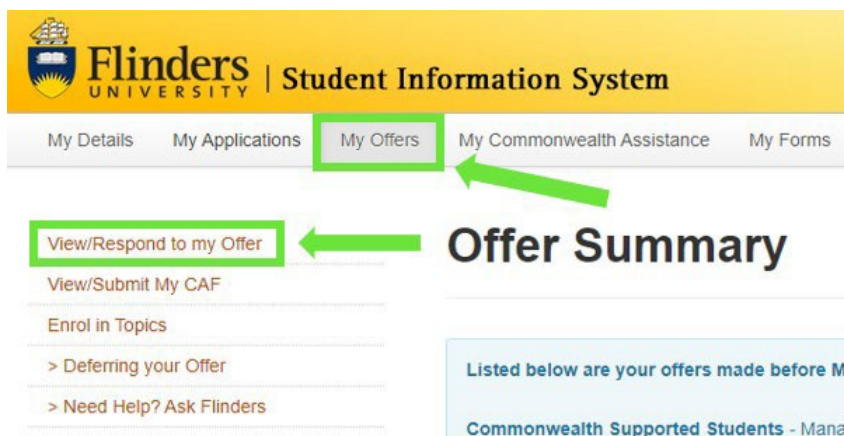 Flinders
UNIVERSITY | Student Information System
My Details My Applications My Offers My Commonwealth Assistance My Forms
View/Respond to my Offer
View/Submit My CAF
Enrol in Topics
> Deferring your Offer
> Need Help? Ask Flinders
Offer Summary
Listed below are your offers made before M
Commonwealth Supported Students - Mana